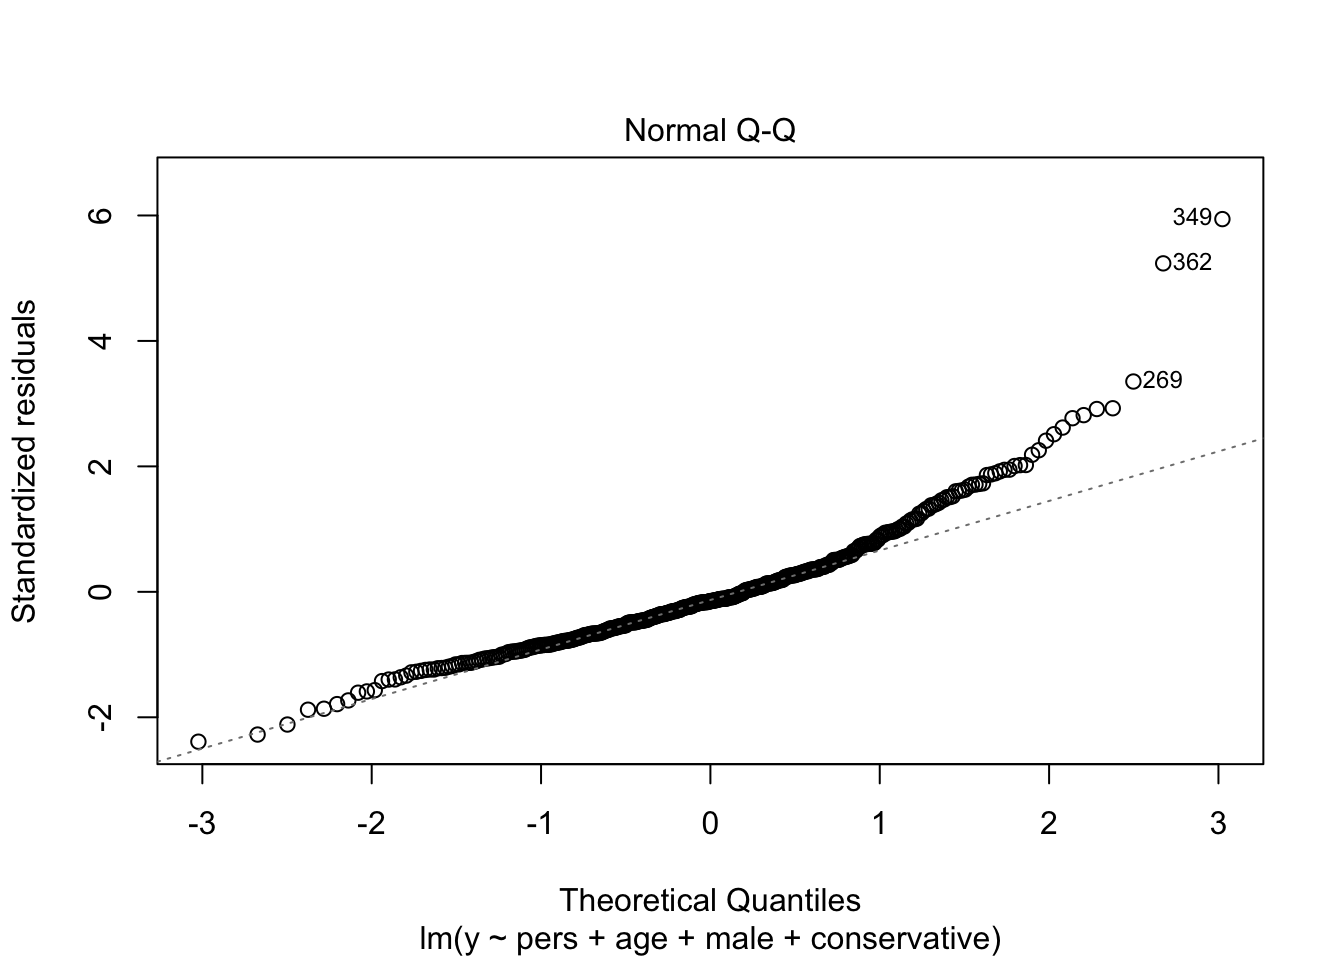 Normal Q-Q
Standardized residuals
6
4
2
0
-2
349
362
269
-3 -2 -1 0 1 2 3
Theoretical Quantiles
lm(y ~ pers + age + male + conservative)